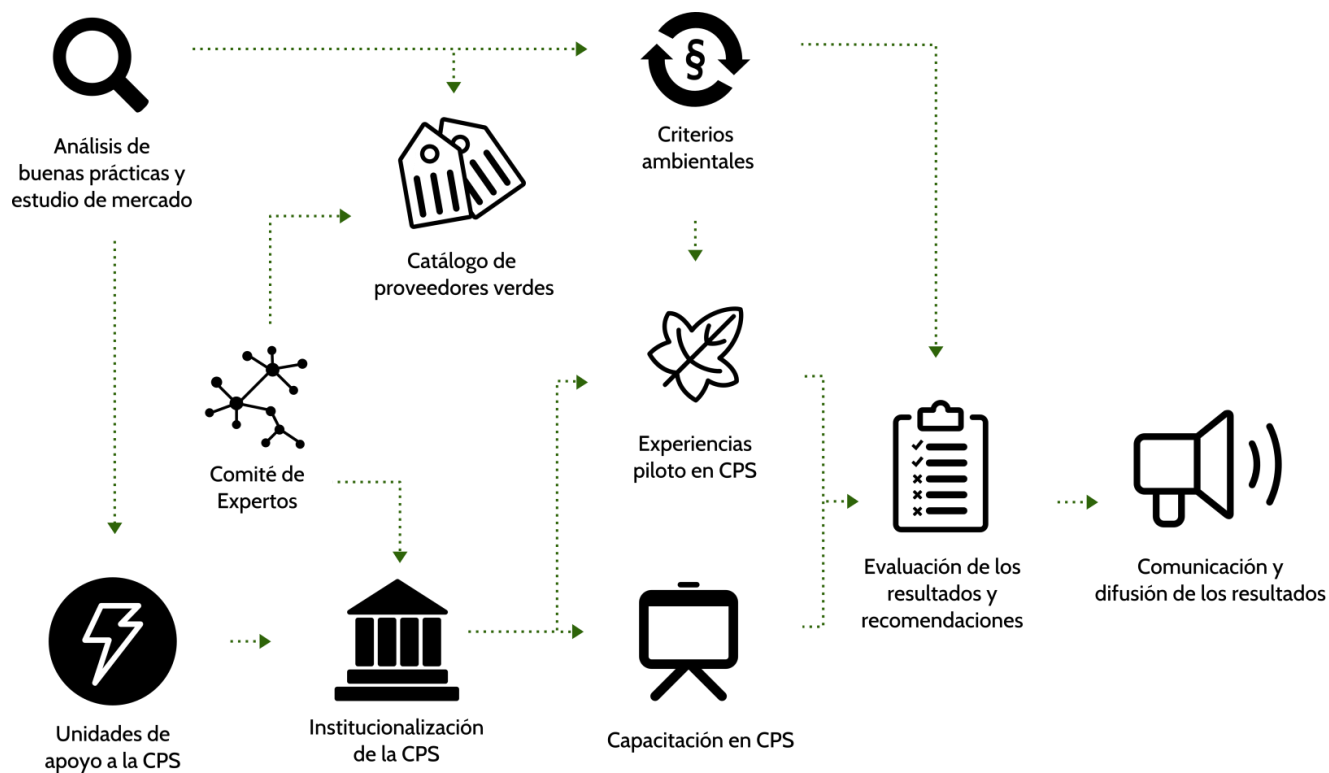 §
Análisis de
buenas prácticas y
estudio de mercado
Criterios
ambientales
Catálogo de
proveedores verdes
Comité de
Expertos
Experiencias
piloto en CPS
Evaluación de los
resultados y
recomendaciones
Comunicación y
difusión de los resultados
Unidades de
apoyo a la CPS
Institucionalización
de la CPS
Capacitación en CPS